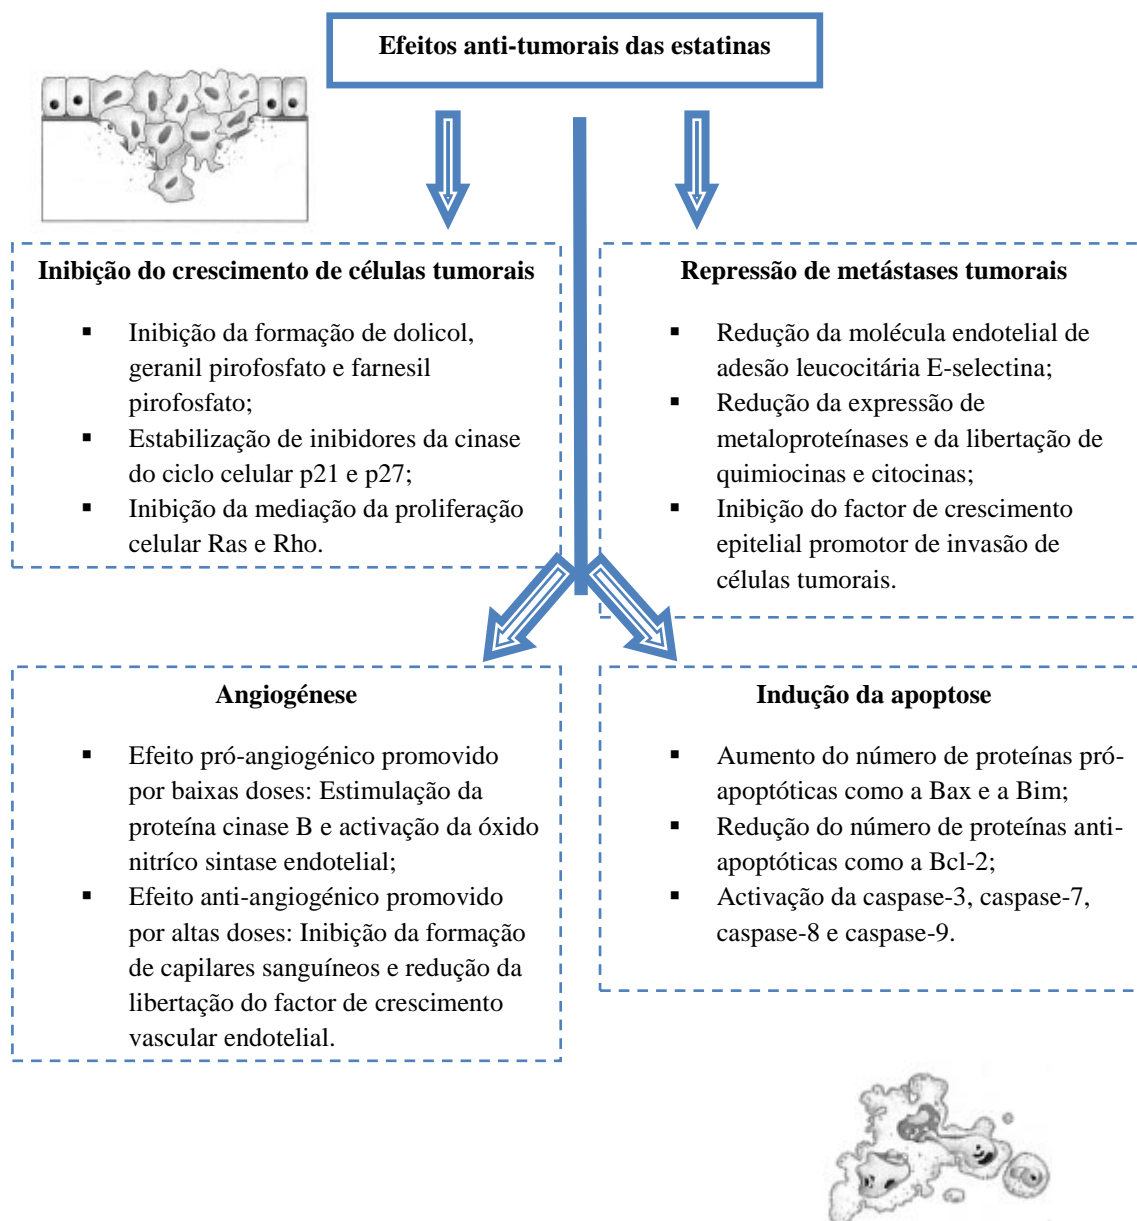 Efeitos anti-tumorais das estatinas
Inibição do crescimento de células tumorais
▪ Inibição da formação de dolicol,
geranil pirofosfato e farnesil
pirofosfato;
▪ Estabilização de inibidores da cinase
do ciclo celular p21 e p27;
▪ Inibição da mediação da proliferação
celular Ras e Rho.
Repressão de metástases tumorais
▪ Redução da molécula endotelial de
adesão leucocitária E-selectina;
▪ Redução da expressão de
metaloproteínases e da libertação de
quimiocinas e citocinas;
▪ Inibição do factor de crescimento
epitelial promotor de invasão de
células tumorais.
Angiogénese
▪ Efeito pró-angiogénico promovido
por baixas doses: Estimulação da
proteína cinase B e activação da óxido
nitríco sintase endotelial;
▪ Efeito anti-angiogénico promovido
por altas doses: Inibição da formação
de capilares sanguíneos e redução da
libertação do factor de crescimento
vascular endotelial.
Indução da apoptose
▪ Aumento do número de proteínas pró-
apoptóticas como a Bax e a Bim;
▪ Redução do número de proteínas anti-
apoptóticas como a Bcl-2;
▪ Activação da caspase-3, caspase-7,
caspase-8 e caspase-9.